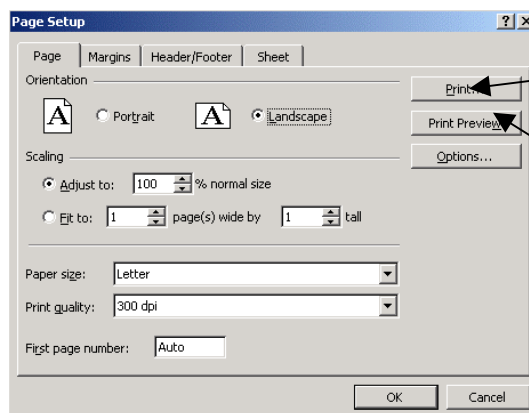 Page Setup
Page Margins Header/Footer Sheet
Orientation
A Portrait A Landscape
Print...
Print Preview
Scaling
Options...
Adjust to: 100 % normal size
Fit to: 1 page(s) wide by 1 tall
Paper size: Letter
Print quality: 300 dpi
First page number: Auto
OK Cancel